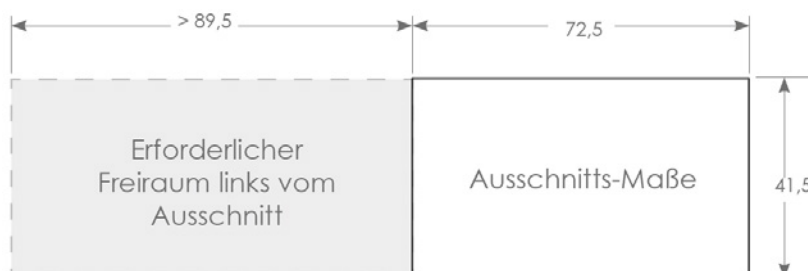 > 89,5
72,5
Erforderlicher
Freiraum links vom
Ausschnitt
Ausschnitts-Maße
41,5